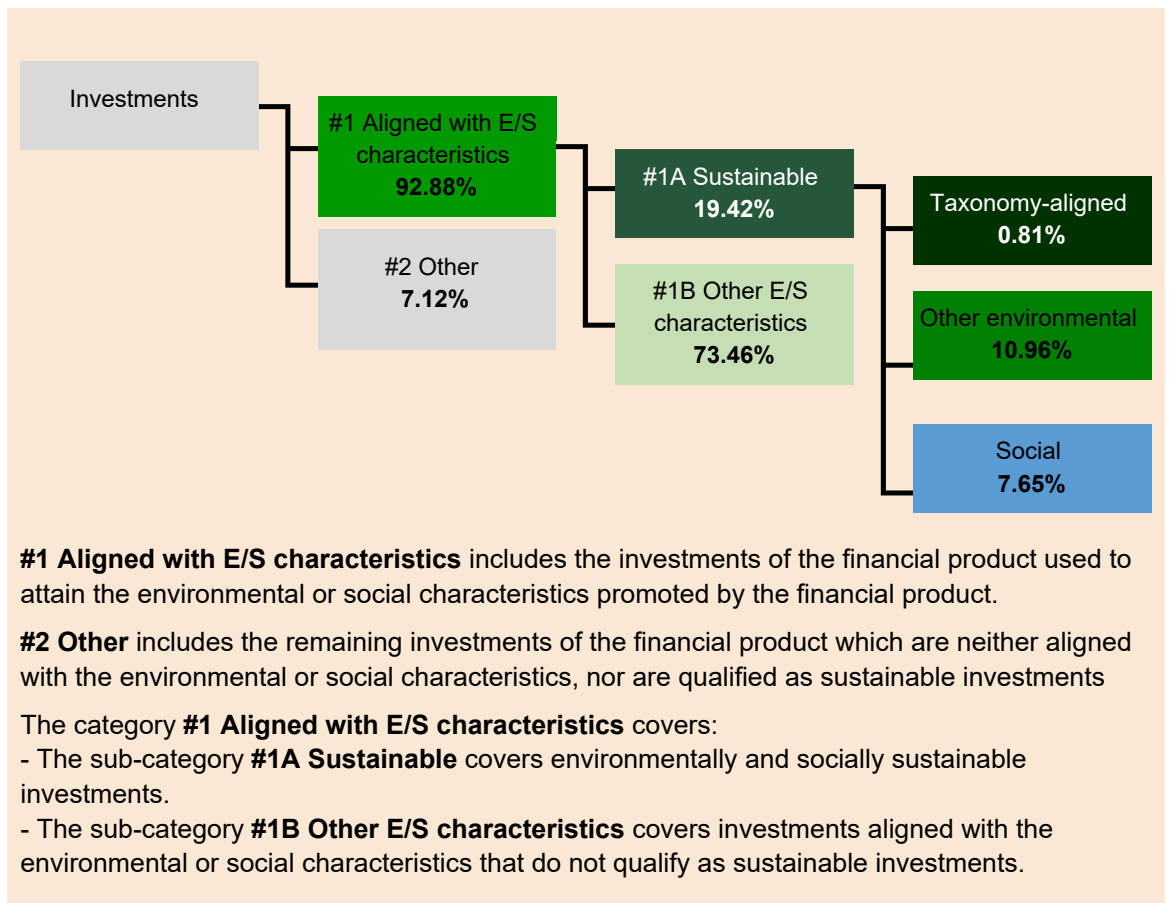 Investments
#1 Aligned with E/S
characteristics
92.88%
#2 Other
7.12%
#1A Sustainable
19.42%
#1B Other E/S
characteristics
73.46%
Taxonomy-aligned
0.81%
Other environmental
10.96%
Social
7.65%
#1 Aligned with E/S characteristics includes the investments of the financial product used to
attain the environmental or social characteristics promoted by the financial product.
#2 Other includes the remaining investments of the financial product which are neither aligned
with the environmental or social characteristics, nor are qualified as sustainable investments
The category #1 Aligned with E/S characteristics covers:
- The sub-category #1A Sustainable covers environmentally and socially sustainable
investments.
- The sub-category #1B Other E/S characteristics covers investments aligned with the
environmental or social characteristics that do not qualify as sustainable investments.